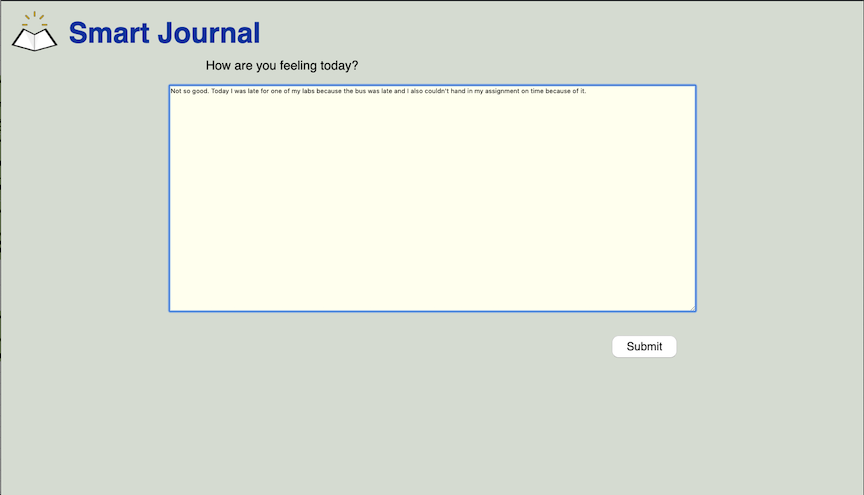 Smart Journal
How are you feeling today?
Not so good. Today I was late for one of my labs because the bus was late and I also couldn't hand in my assignment on time because of it.
Submit